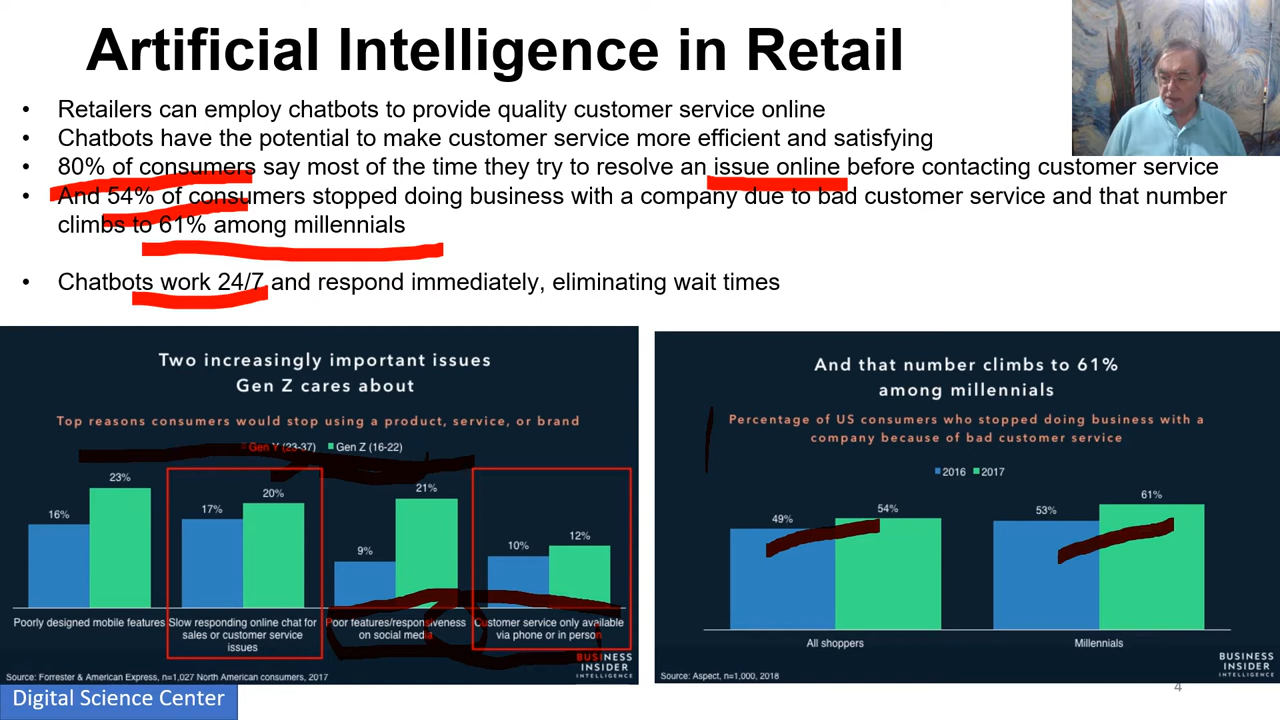 Artificial Intelligence in Retail
• Retailers can employ chatbots to provide quality customer service online
• Chatbots have the potential to make customer service more efficient and satisfying
• 80% of consumers say most of the time they try to resolve an issue online before contacting customer service
• And 54% of consumers stopped doing business with a company due to bad customer service and that number
climbs to 61% among millennials
• Chatbots work 24/7 and respond immediately, eliminating wait times
Two increasingly important issues
Gen Z cares about
Top reasons consumers would stop using a product, service, or brand
Gen Y (23-37) Gen Z (16-22)
16% 23% 17% 20% 9% 21% 10% 12%
Poorly designed mobile features
Slow responding online chat for
sales or customer service
issues
Poor features/responsiveness
on social media
Customer service only available
via phone or in person
BUSINESS
INSIDER
INTELLIGENCE
Source: Forrester & American Express, n=1,027 North American consumers, 2017
And that number climbs to 61%
among millennials
Percentage of US consumers who stopped doing business with a
company because of bad customer service
2016 2017
49% 54% 53% 61%
All shoppers Millennials
BUSINESS
INSIDER
INTELLIGENCE
Source: Aspect, n=1,000, 2018
Digital Science Center
4